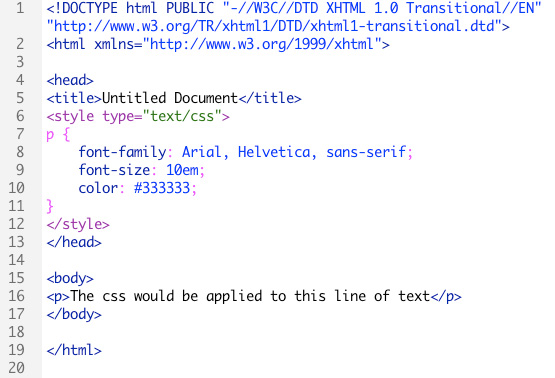 1 <!DOCTYPE html PUBLIC "-//W3C//DTD XHTML 1.0 Transitional//EN"
"http://www.w3.org/TR/xhtml1/DTD/xhtml1-transitional.dtd">
2 <html xmlns="http://www.w3.org/1999/xhtml">
3
4 <head>
5 <title>Untitled Document</title>
6 <style type="text/css">
7 p {
8     font-family: Arial, Helvetica, sans-serif;
9     font-size: 10em;
10     color: #333333;
11 }
12 </style>
13 </head>
14
15 <body>
16 <p>The css would be applied to this line of text</p>
17 </body>
18
19 </html>
20